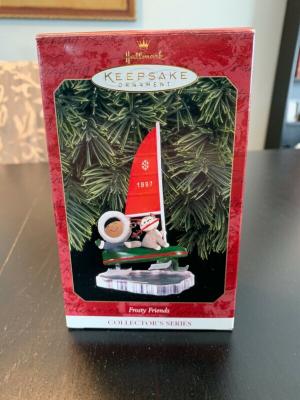 Hallmark
KEEPSAKE
ORNAMENT
1997
Frosty Friends
COLLECTOR'S SERIES